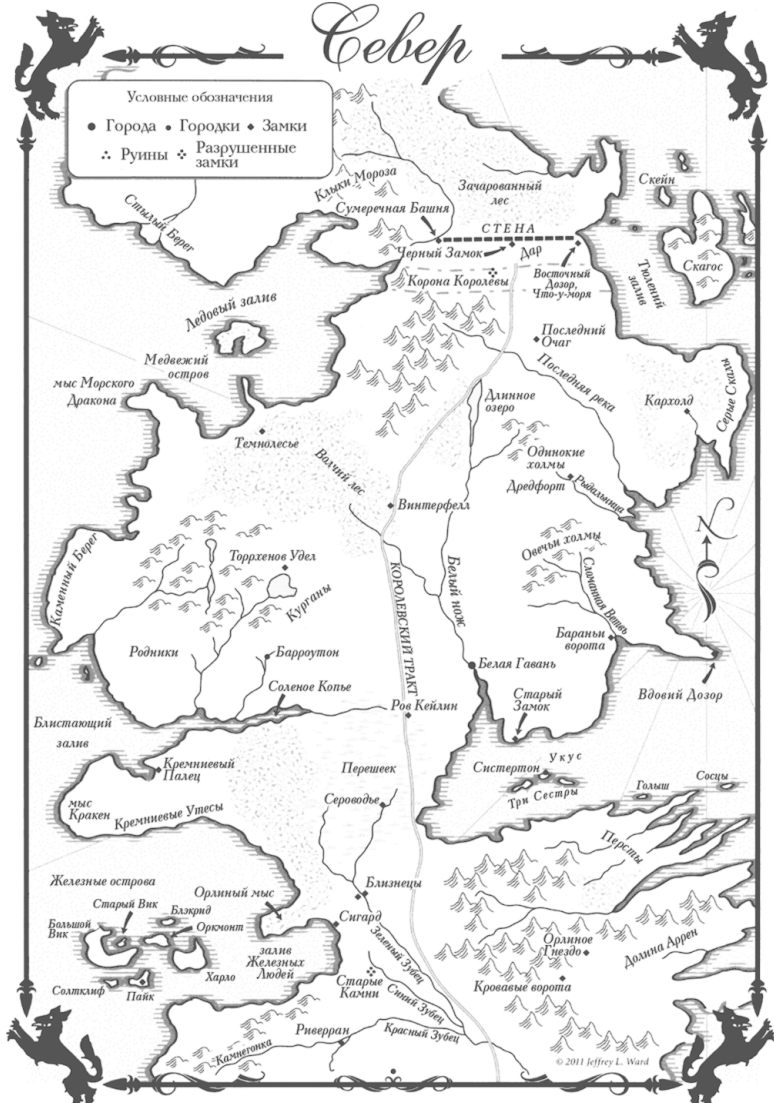 Север
Условные обозначения
Города
Городки
Замки
Руины
Разрушенные
замки
Клыки Мороза
Зачарованный
лес
Скейн
Стылый Берег
Сумеречная Башня
СТЕНА
Черный Замок
Дар
Восточный
Дозор,
Что-у-моря
Тюлений
залив
Скагос
Корона Королевы
Ледовый залив
Последний
Очаг
Медвежий
остров
Последняя река
мыс Морского
Дракона
Длинное
озеро
Кархолд
Серые Скалы
Темнолесье
Волчий лес
Одинокие
холмы
Дредфорт
Рыдальница
Винтерфелл
N
Каменный Берег
Торрхенов Удел
Курганы
КОРОЛЕВСКИЙ ТРАКТ
Белый нож
Овечьи холмы
Сломанная Ветвь
Родники
Барроутон
Бараньи
ворота
Белая Гавань
Соленое Копье
Старый
Замок
Вдовий Дозор
Ров Кейлин
Блистающий
залив
Кремниевый
Палец
Перешеек
Укус
Систертон
Три Сестры
Голыш
Сосцы
мыс
Кракен
Кремниевые Утесы
Сероводье
Персты
Железные острова
Орлиный мыс
Близнецы
Старый Вик
Блэкрид
Большой
Вик
Оркмонт
Сигард
залив
Железных
Людей
Зеленый Зубец
Орлиное
Гнездо
Долина Аррен
Харло
Солтклиф
Пайк
Старые
Камни
Синий Зубец
Кровавые ворота
Риверран
Красный Зубец
Камнегонка
© 2011 Jeffrey L. Ward